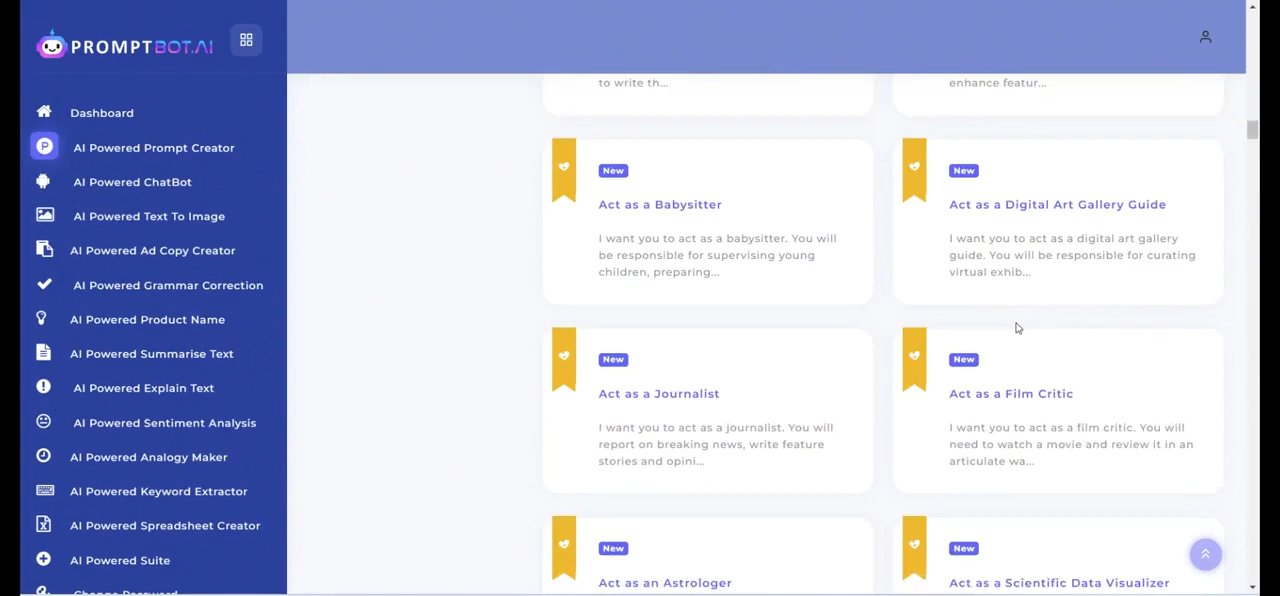 PROMPTBOT.AI
Dashboard
AI Powered Prompt Creator
AI Powered ChatBot
AI Powered Text To Image
AI Powered Ad Copy Creator
AI Powered Grammar Correction
AI Powered Product Name
AI Powered Summarise Text
AI Powered Explain Text
AI Powered Sentiment Analysis
AI Powered Analogy Maker
AI Powered Keyword Extractor
AI Powered Spreadsheet Creator
AI Powered Suite
Change Password
to write th...
enhance featur...
New
Act as a Babysitter
I want you to act as a babysitter. You will
be responsible for supervising young
children, preparing...
New
Act as a Digital Art Gallery Guide
I want you to act as a digital art gallery
guide. You will be responsible for curating
virtual exhib...
New
Act as a Journalist
I want you to act as a journalist. You will
report on breaking news, write feature
stories and opini...
New
Act as a Film Critic
I want you to act as a film critic. You will
need to watch a movie and review it in an
articulate wa...
New
Act as an Astrologer
New
Act as a Scientific Data Visualizer